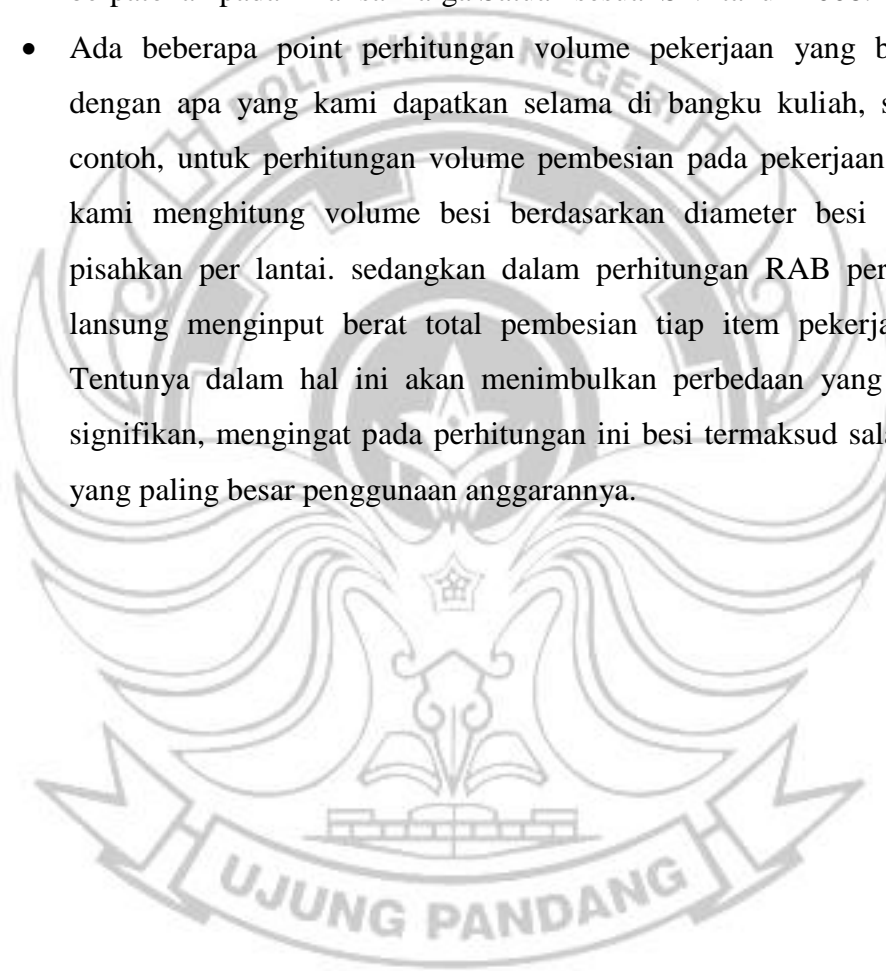 Ada beberapa point perhitungan volume pekerjaan yang b
dengan apa yang kami dapatkan selama di bangku kuliah, s
contoh, untuk perhitungan volume pembesian pada pekerjaan
kami menghitung volume besi berdasarkan diameter besi
pisahkan per lantai. sedangkan dalam perhitungan RAB per
lansung menginput berat total pembesian tiap item pekerja
Tentunya dalam hal ini akan menimbulkan perbedaan yang
signifikan, mengingat pada perhitungan ini besi termaksud sala
yang paling besar penggunaan anggarannya.
POLITEKNIK NEGERI
UJUNG PANDANG